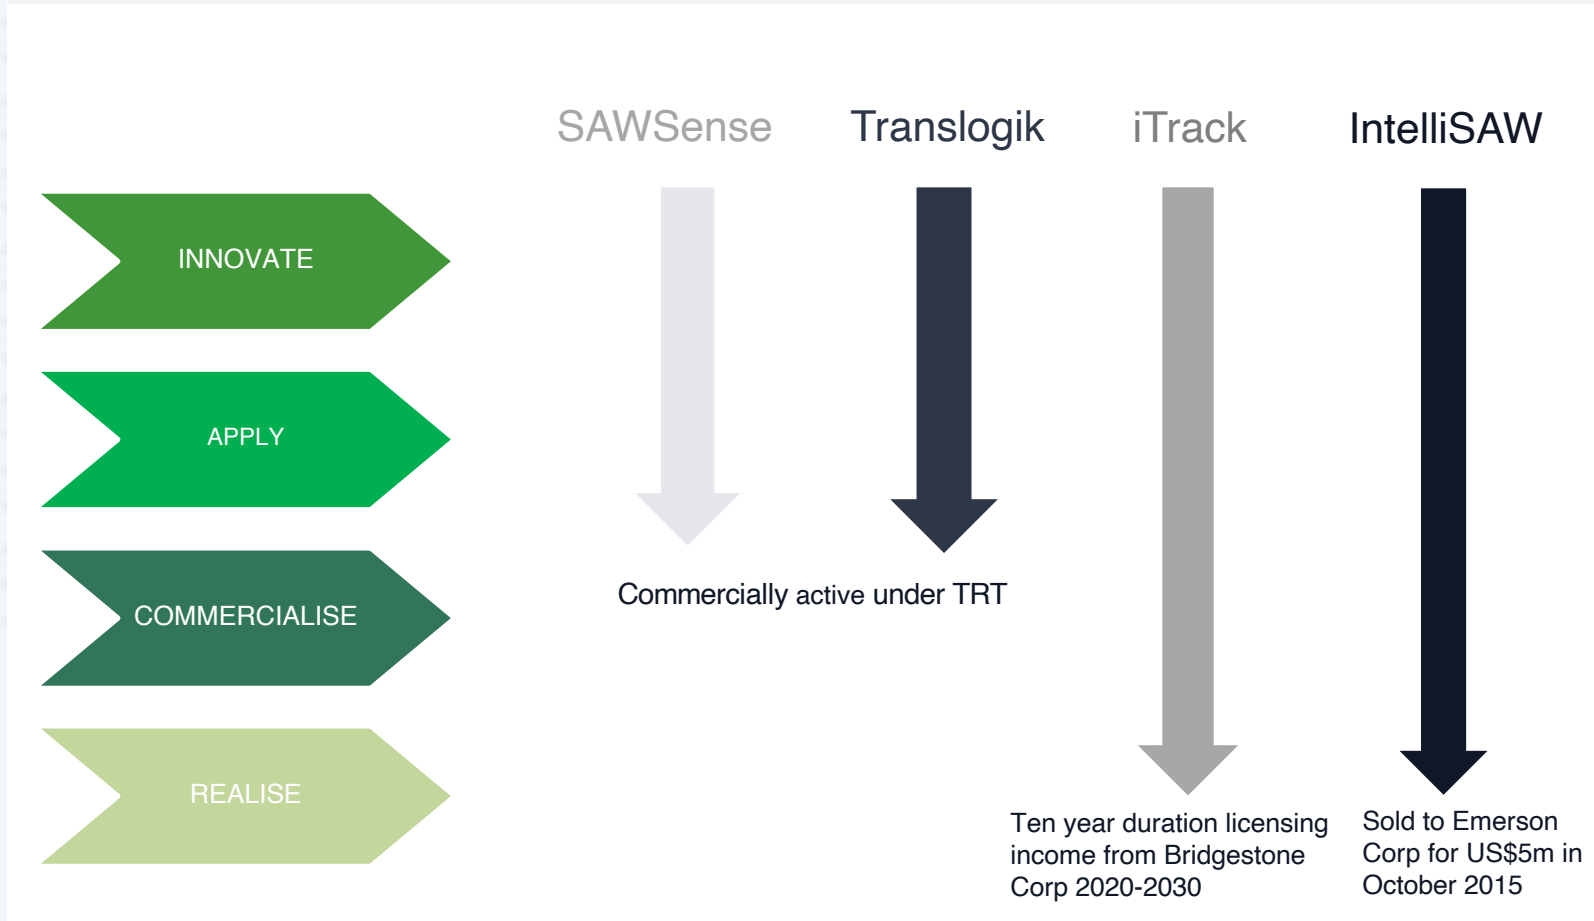 SAWSense
Translogik
iTrack
IntelliSAW
INNOVATE
APPLY
COMMERCIALISE
REALISE
Commercially active under TRT
Ten year duration licensing
income from Bridgestone
Corp 2020-2030
Sold to Emerson
Corp for US$5m in
October 2015